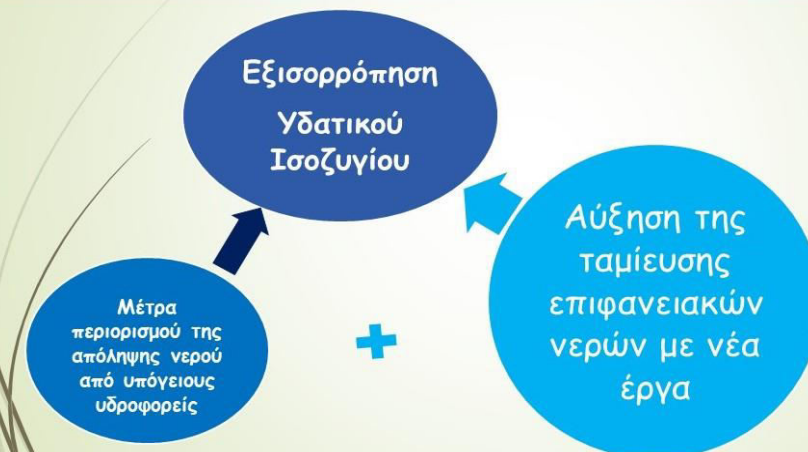 Εξισορρόπηση
Υδατικού
Ισοζυγίου
Μέτρα
περιορισμού της
απόληψης νερού
από υπόγειους
υδροφορείς
+
Αύξηση της
ταμίευσης
επιφανειακών
νερών με νέα
έργα